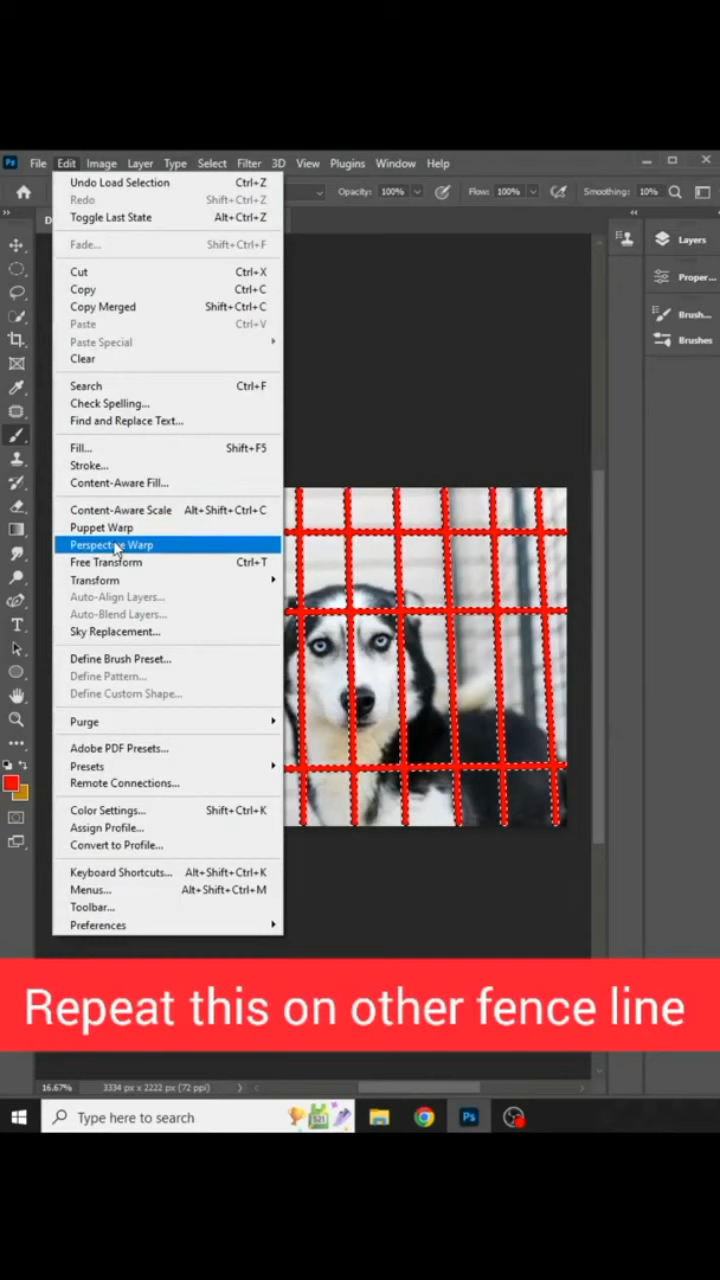 Ps File Edit Image Layer Type Select Filter 3D View Plugins Window Help
Opacity: 100% Flow: 100% Smoothing: 10%
Undo Load Selection Ctrl+Z
Redo Shift+Ctrl+Z
Toggle Last State Alt+Ctrl+Z
Fade... Shift+Ctrl+F
Cut Ctrl+X
Copy Ctrl+C
Copy Merged Shift+Ctrl+C
Paste Ctrl+V
Paste Special
Clear
Search Ctrl+F
Check Spelling...
Find and Replace Text...
Fill... Shift+F5
Stroke...
Content-Aware Fill...
Content-Aware Scale Alt+Shift+Ctrl+C
Puppet Warp
Perspective Warp
Free Transform Ctrl+T
Transform
Auto-Align Layers...
Auto-Blend Layers...
Sky Replacement...
Define Brush Preset...
Define Pattern...
Define Custom Shape...
Purge
Adobe PDF Presets...
Presets
Remote Connections...
Color Settings... Shift+Ctrl+K
Assign Profile...
Convert to Profile...
Keyboard Shortcuts... Alt+Shift+Ctrl+K
Menus... Alt+Shift+Ctrl+M
Toolbar...
Preferences
Layers
Proper...
Brush...
Brushes
Repeat this on other fence line
16.67% 3334 px x 2222 px (72 ppi)
Type here to search
Ps